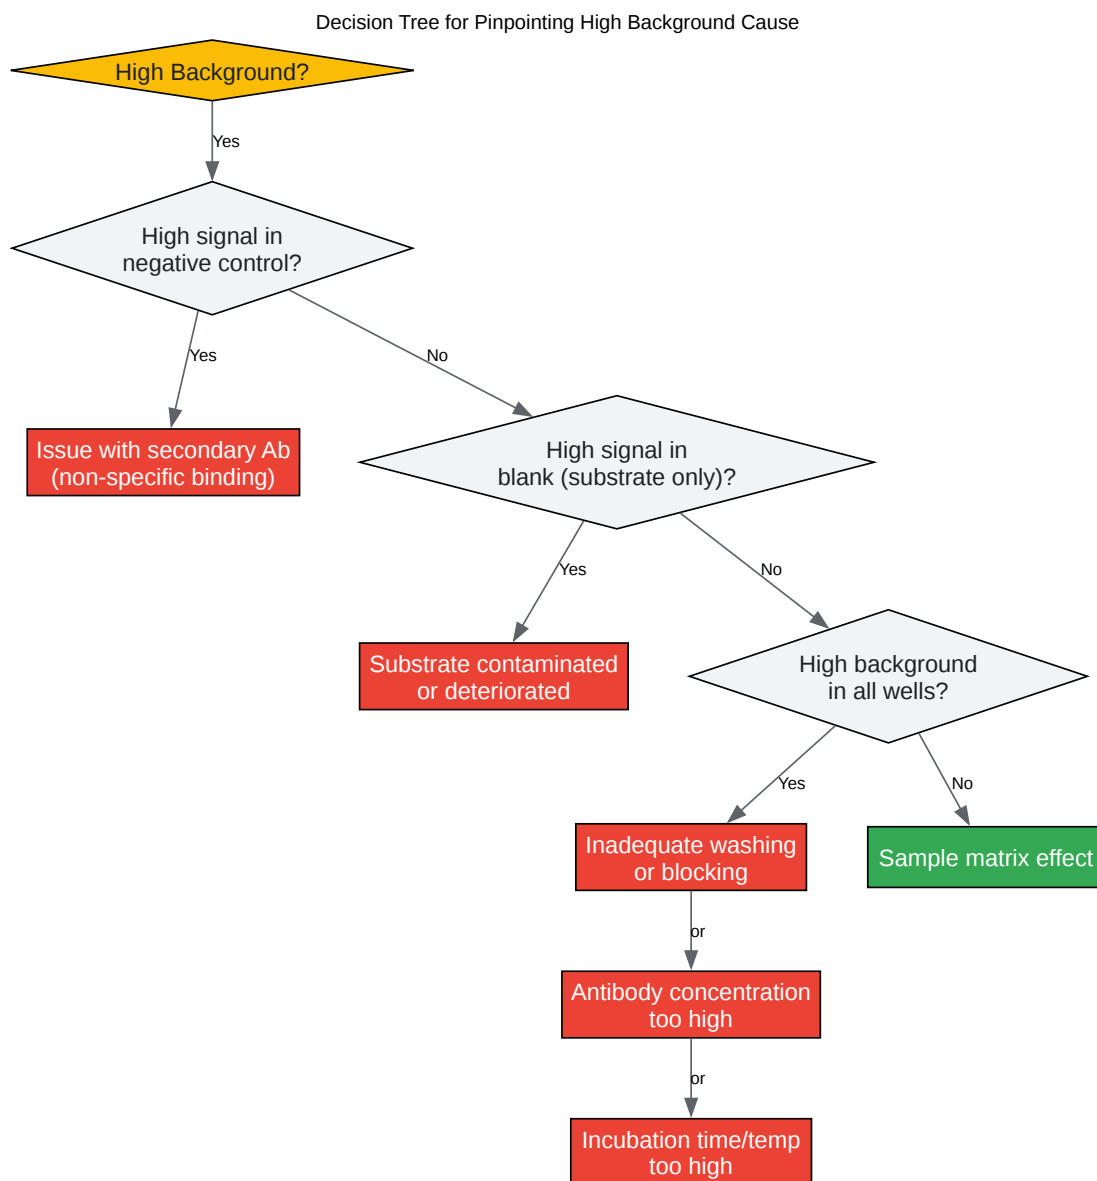 Decision Tree for Pinpointing High Background Cause
High Background?
Yes
High signal in
negative control?
Yes
No
Issue with secondary Ab
(non-specific binding)
High signal in
blank (substrate only)?
Yes
No
Substrate contaminated
or deteriorated
High background
in all wells?
Yes
No
Inadequate washing
or blocking
Sample matrix effect
or
Antibody concentration
too high
or
Incubation time/temp
too high